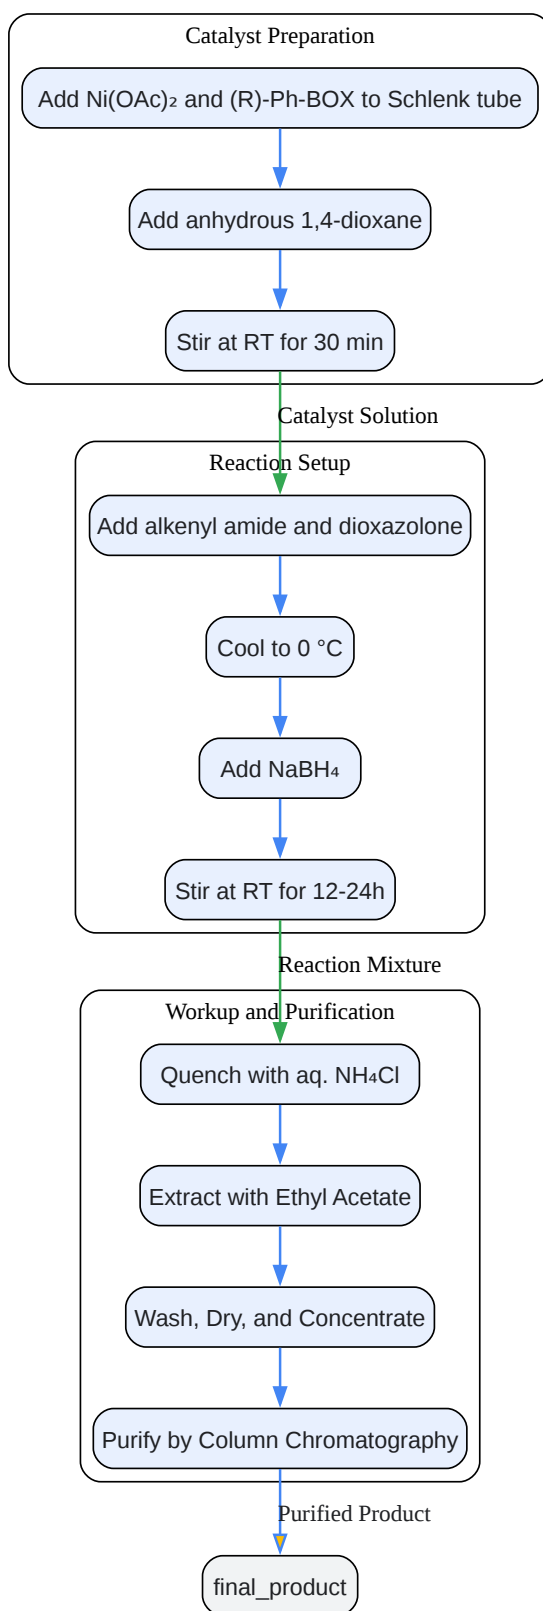 Catalyst Preparation
Add Ni(OAc)₂ and (R)-Ph-BOX to Schlenk tube
Add anhydrous 1,4-dioxane
Stir at RT for 30 min
Catalyst Solution
Reaction Setup
Add alkenyl amide and dioxazolone
Cool to 0 °C
Add NaBH₄
Stir at RT for 12-24h
Reaction Mixture
Workup and Purification
Quench with aq. NH₄Cl
Extract with Ethyl Acetate
Wash, Dry, and Concentrate
Purify by Column Chromatography
Purified Product
final_product